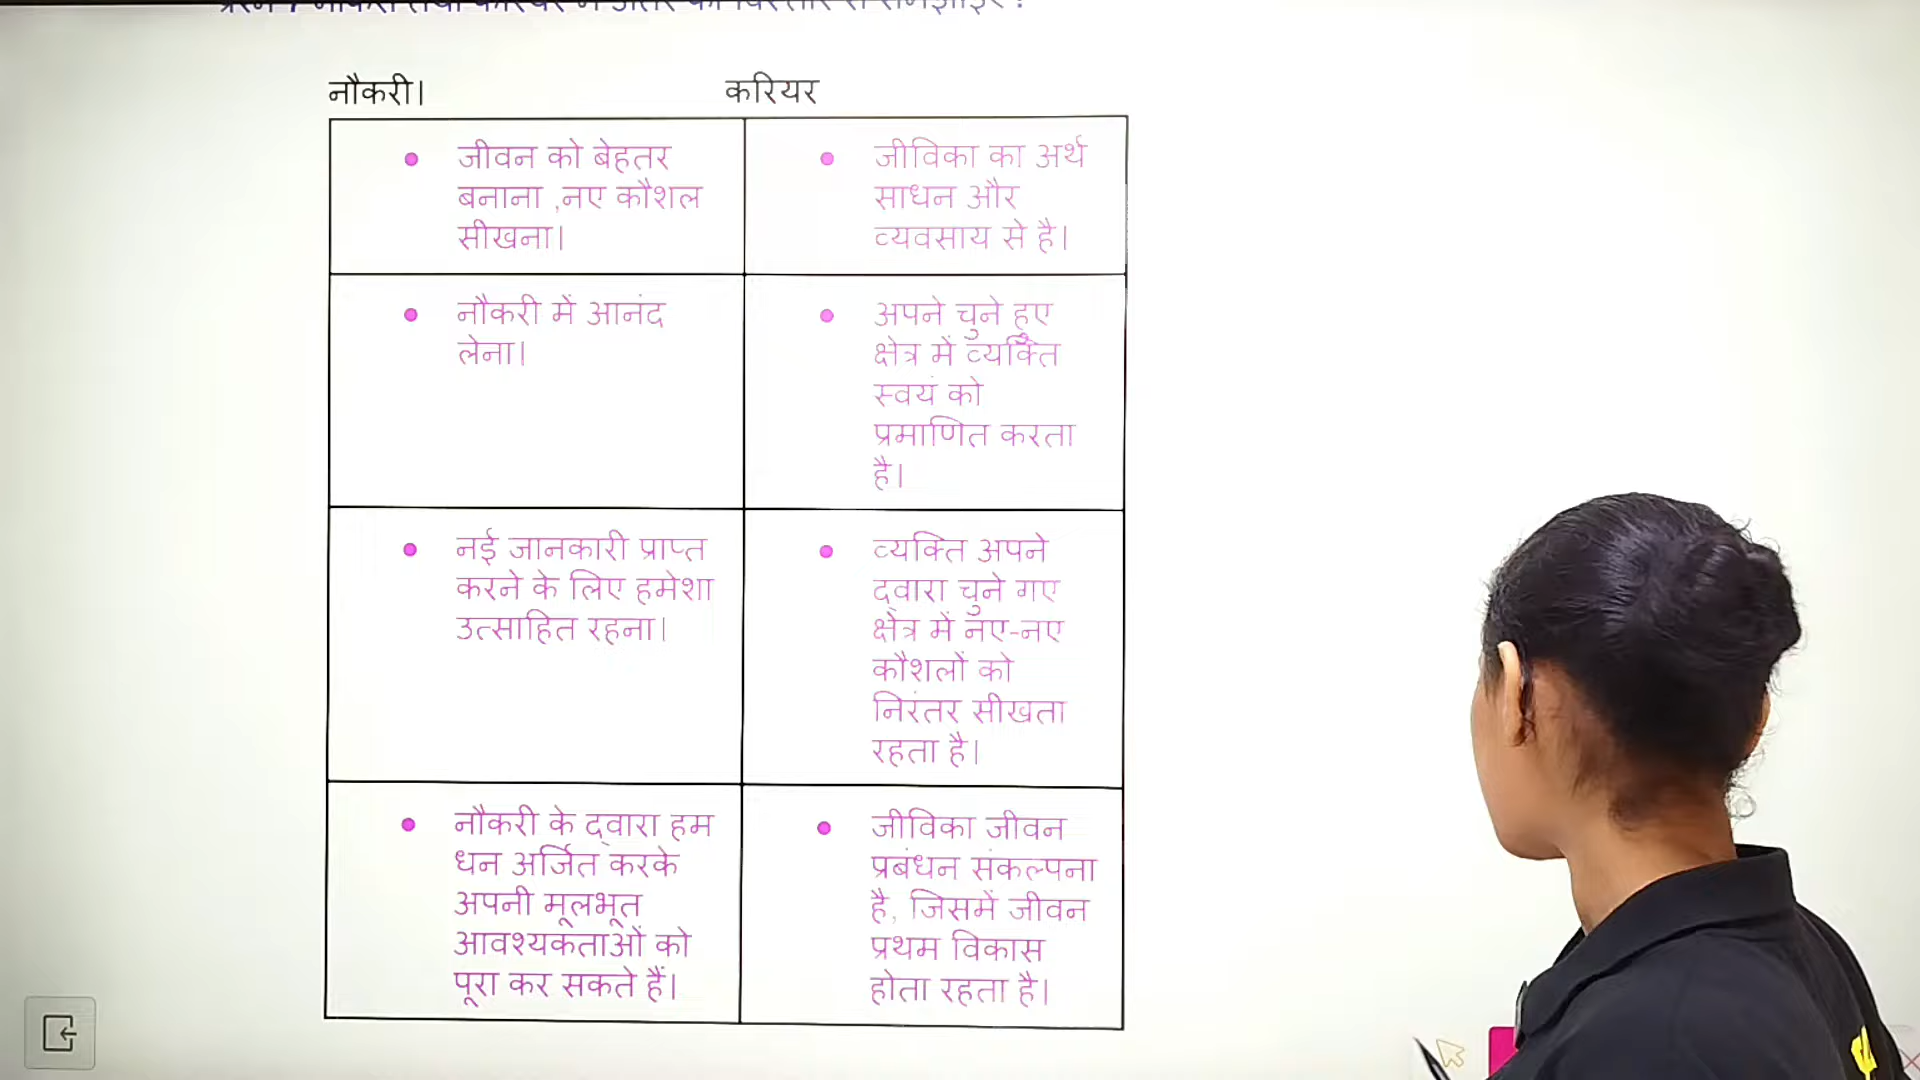 नौकरी। करियर
जीवन को बेहतर
बनाना ,नए कौशल
सीखना।
जीविका का अर्थ
साधन और
व्यवसाय से है।
नौकरी में आनंद
लेना।
अपने चुने हुए
क्षेत्र में व्यक्ति
स्वयं को
प्रमाणित करता
है।
नई जानकारी प्राप्त
करने के लिए हमेशा
उत्साहित रहना।
व्यक्ति अपने
द्वारा चुने गए
क्षेत्र में नए-नए
कौशलों को
निरंतर सीखता
रहता है।
नौकरी के द्वारा हम
धन अर्जित करके
अपनी मूलभूत
आवश्यकताओं को
पूरा कर सकते हैं।
जीविका जीवन
प्रबंधन संकल्पना
है, जिसमें जीवन
प्रथम विकास
होता रहता है।